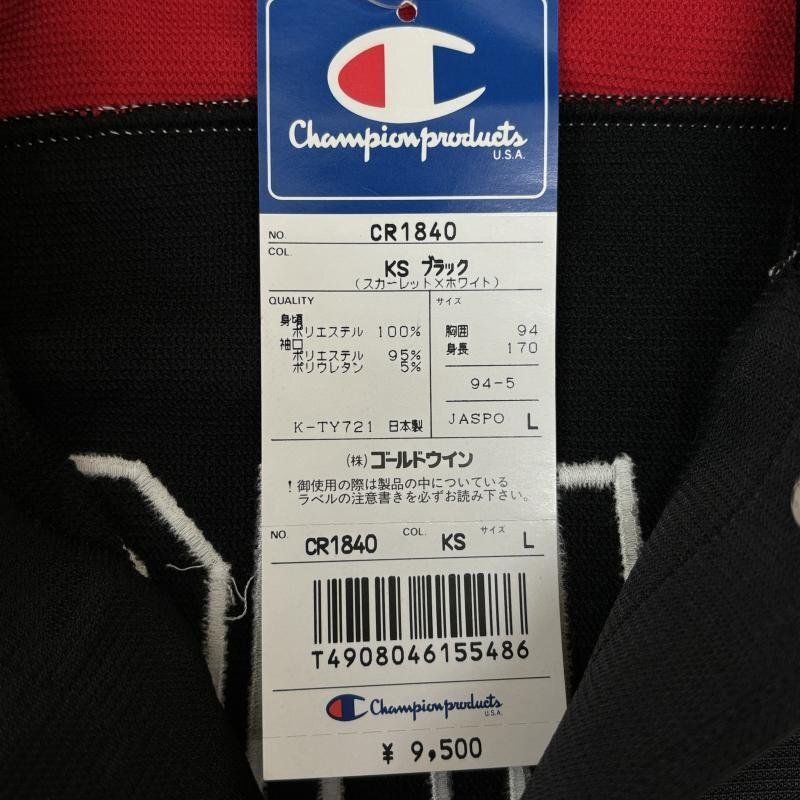 Championproducts
U.S.A.
NO. CR1840
COL.
KS ブラック
(スカーレット×ホワイト)
QUALITY
身頃
ポリエステル 100%
袖口
ポリエステル 95%
ポリウレタン 5%
K-TY721 日本製
サイズ
胸囲 94
身長 170
94-5
JASPO L
(株)ゴールドウイン
!御使用の際は製品の中についている
ラベルの注意書きを必ずお読み下さい。
NO. CR1840 COL. KS サイズ L
T4908046155486
Championproducts
U.S.A.
¥ 9,500